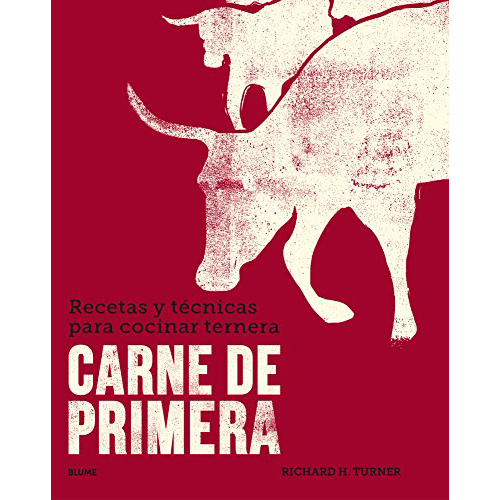 Recetas y técnicas
para cocinar ternera
CARNE DE
PRIMERA
BLUME
RICHARD H. TURNER